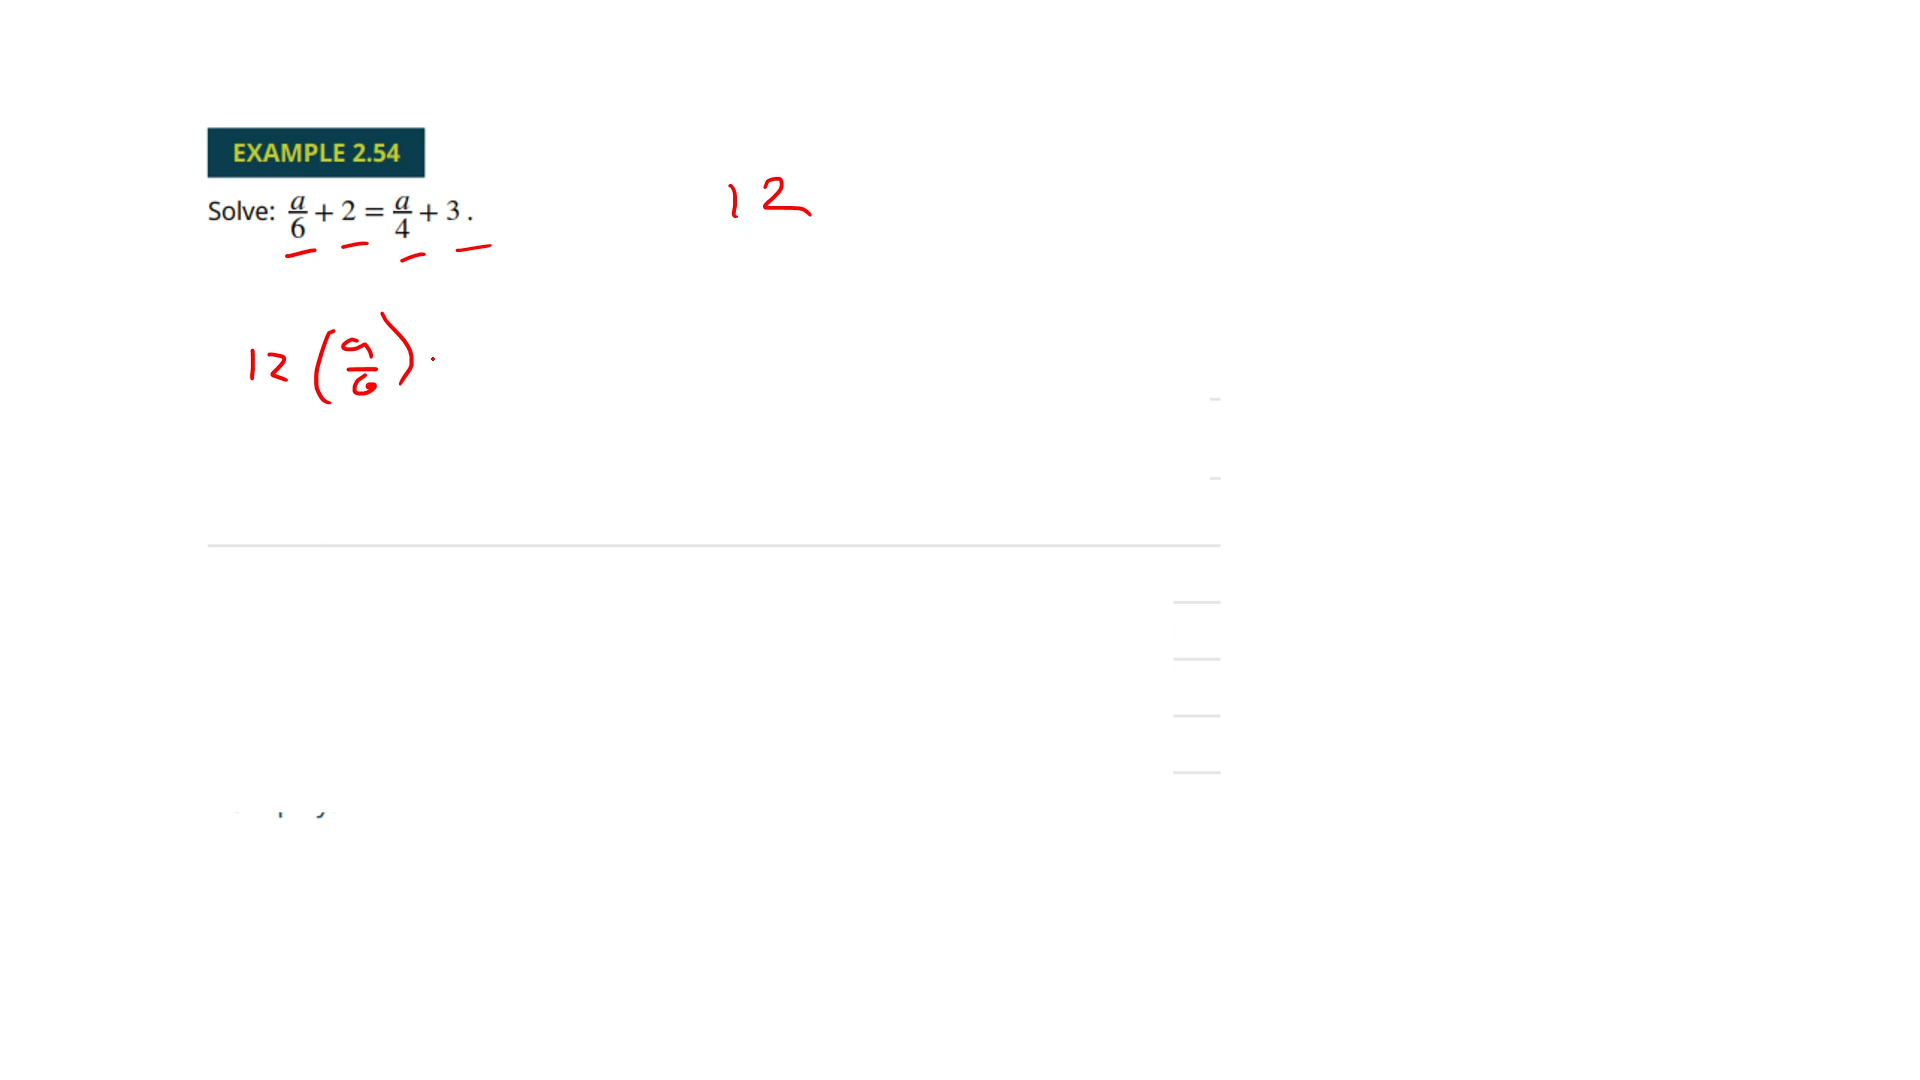 EXAMPLE 2.54
Solve: a/6 + 2 = a/4 + 3 .
12
12 (a/6)